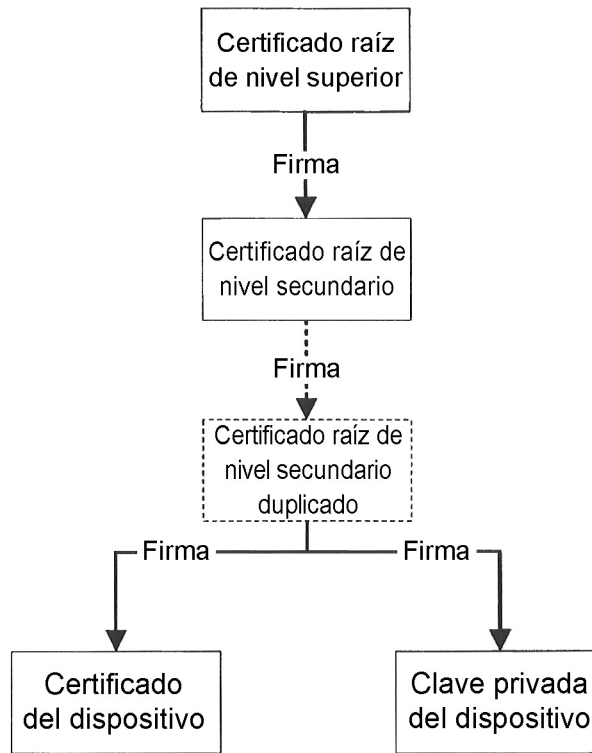 Certificado raíz
de nivel superior
Firma
Certificado raíz de
nivel secundario
Firma
Certificado raíz de
nivel secundario
duplicado
Firma
Firma
Certificado
del dispositivo
Clave privada
del dispositivo